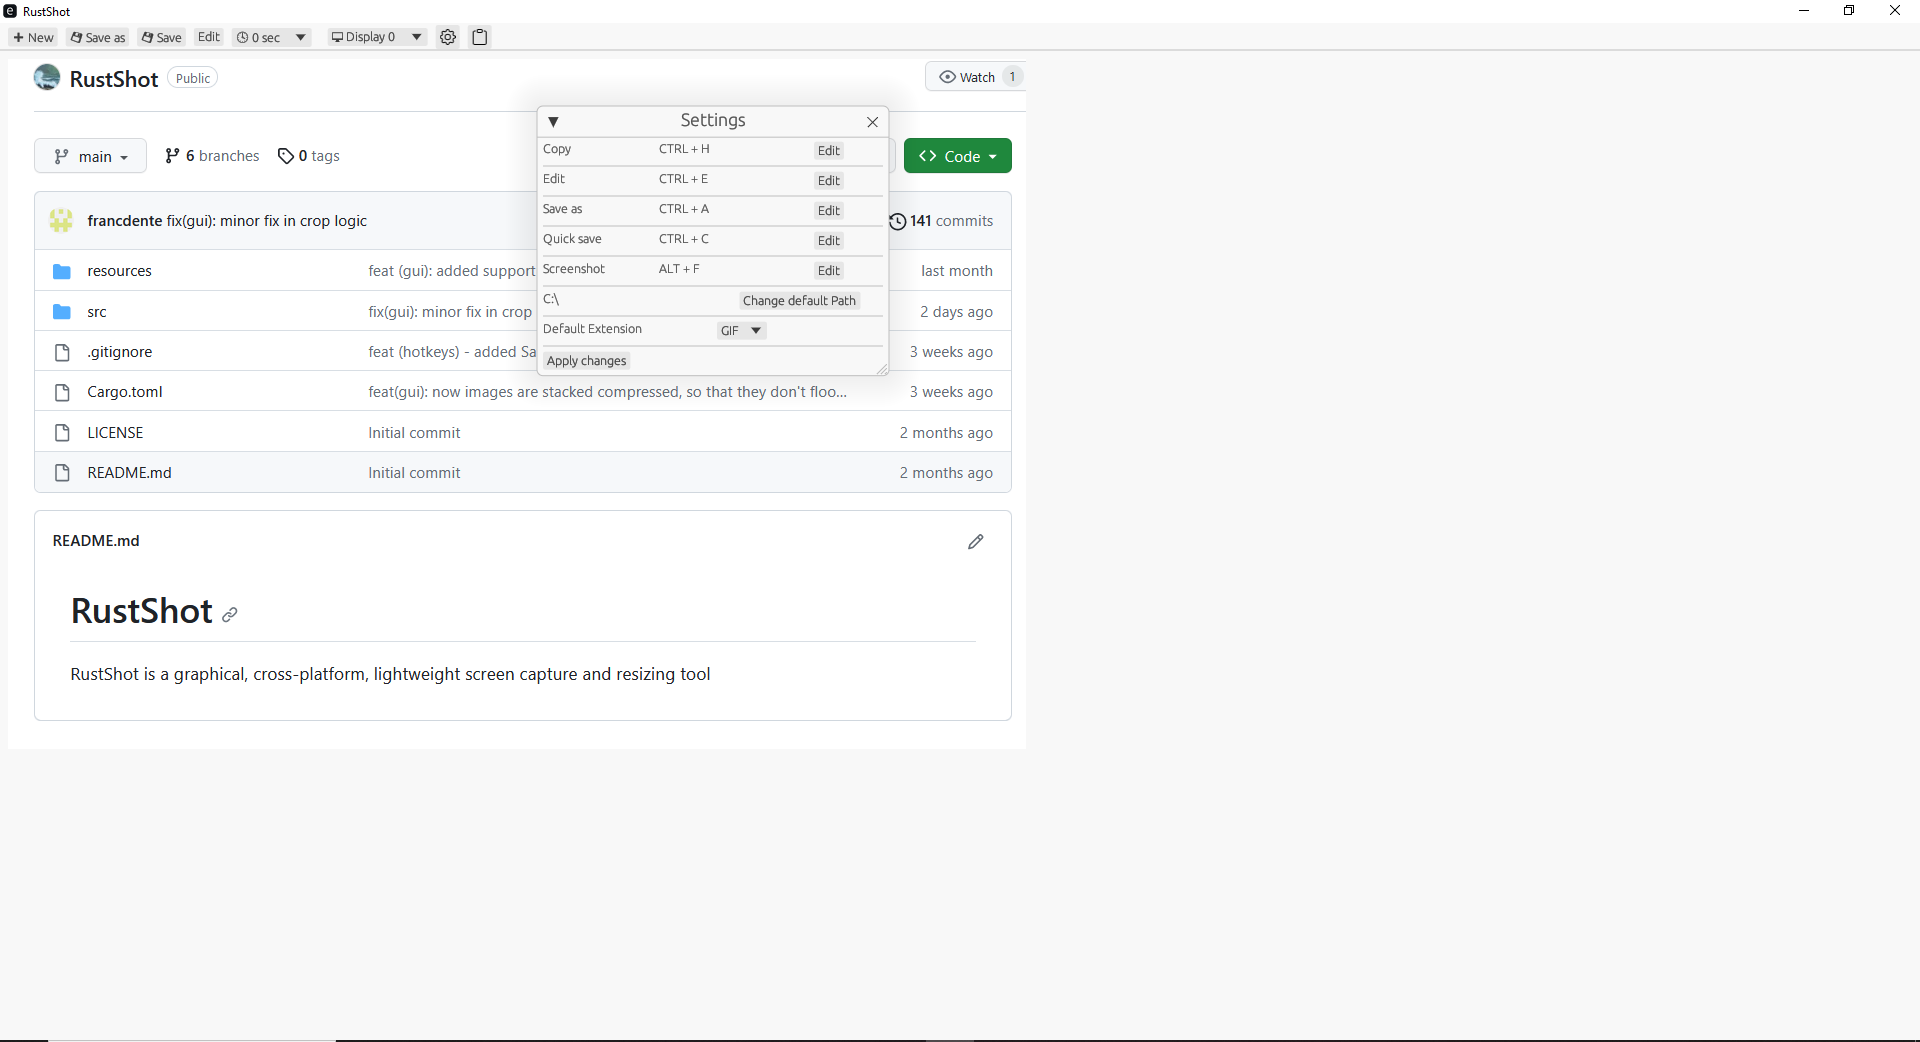 RustShot
+ New Save as Save Edit 0 sec Display 0
RustShot Public Watch 1
Settings
main 6 branches 0 tags Code
Copy CTRL + H Edit
Edit CTRL + E Edit
Save as CTRL + A Edit
Quick save CTRL + C Edit
Screenshot ALT + F Edit
C:\ Change default Path
Default Extension GIF
Apply changes
francdente fix(gui): minor fix in crop logic 141 commits
resources feat (gui): added support last month
src fix(gui): minor fix in crop 2 days ago
.gitignore feat (hotkeys) - added Sa 3 weeks ago
Cargo.toml feat(gui): now images are stacked compressed, so that they don't floo... 3 weeks ago
LICENSE Initial commit 2 months ago
README.md Initial commit 2 months ago
README.md
RustShot
RustShot is a graphical, cross-platform, lightweight screen capture and resizing tool